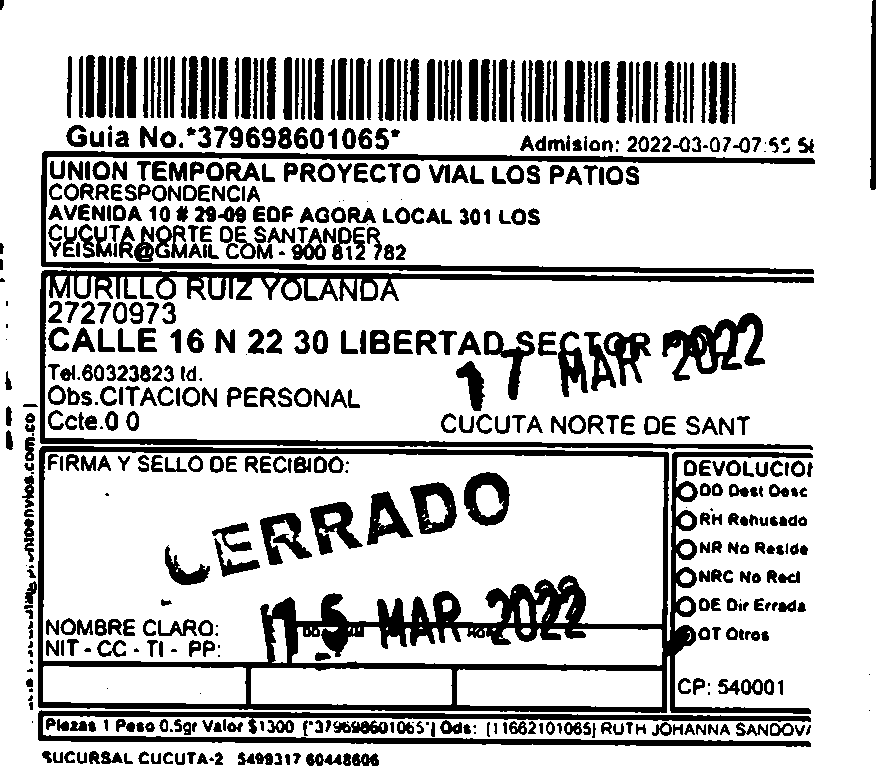 Guia No.*379698601065*
Admision: 2022-03-07-07:55
UNION TEMPORAL PROYECTO VIAL LOS PATIOS
CORRESPONDENCIA
AVENIDA 10 # 29-09 EDF AGORA LOCAL 301 LOS
CUCUTA NORTE DE SANTANDER
YEISMIR@GMAIL COM - 900 812 782
MURILLO RUIZ YOLANDA
27270973
CALLE 16 N 22 30 LIBERTAD SECTOR
17 MAR 2022
Tel.60323823 td.
Obs.CITACION PERSONAL
Ccte.0 0
CUCUTA NORTE DE SANT
FIRMA Y SELLO DE RECIBIDO:
CERRADO
15 MAR 2022
NOMBRE CLARO:
NIT - CC - TI - PP:
DEVOLUCION
DD Dest Desc
RH Rehusado
NR No Reside
NRC No Recl
DE Dir Errada
OT Otros
CP: 540001
Piezas 1 Peso 0.5gr Valor $1300 [*379698601065*] Ods: [11662101065] RUTH JOHANNA SANDOV
SUCURSAL CUCUTA-2 5499317 60448606